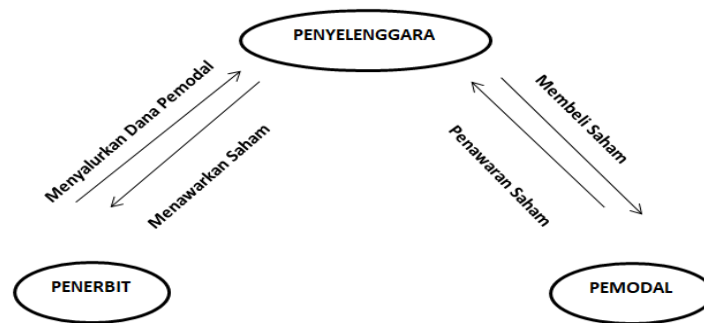 PENYELENGGARA
Menyalurkan Dana Pemodal
Menawarkan Saham
Membeli Saham
Penawaran Saham
PENERBIT
PEMODAL